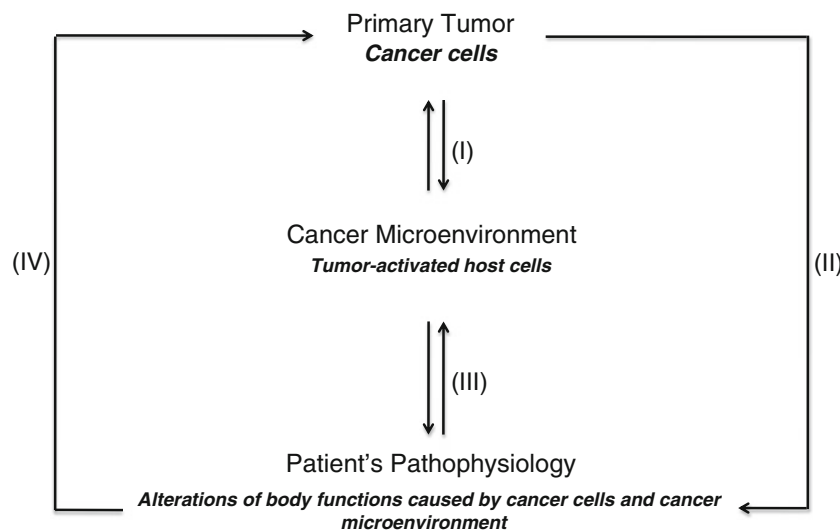 Primary Tumor
Cancer cells
(I)
Cancer Microenvironment
Tumor-activated host cells
(IV)
(II)
(III)
Patient's Pathophysiology
Alterations of body functions caused by cancer cells and cancer
microenvironment